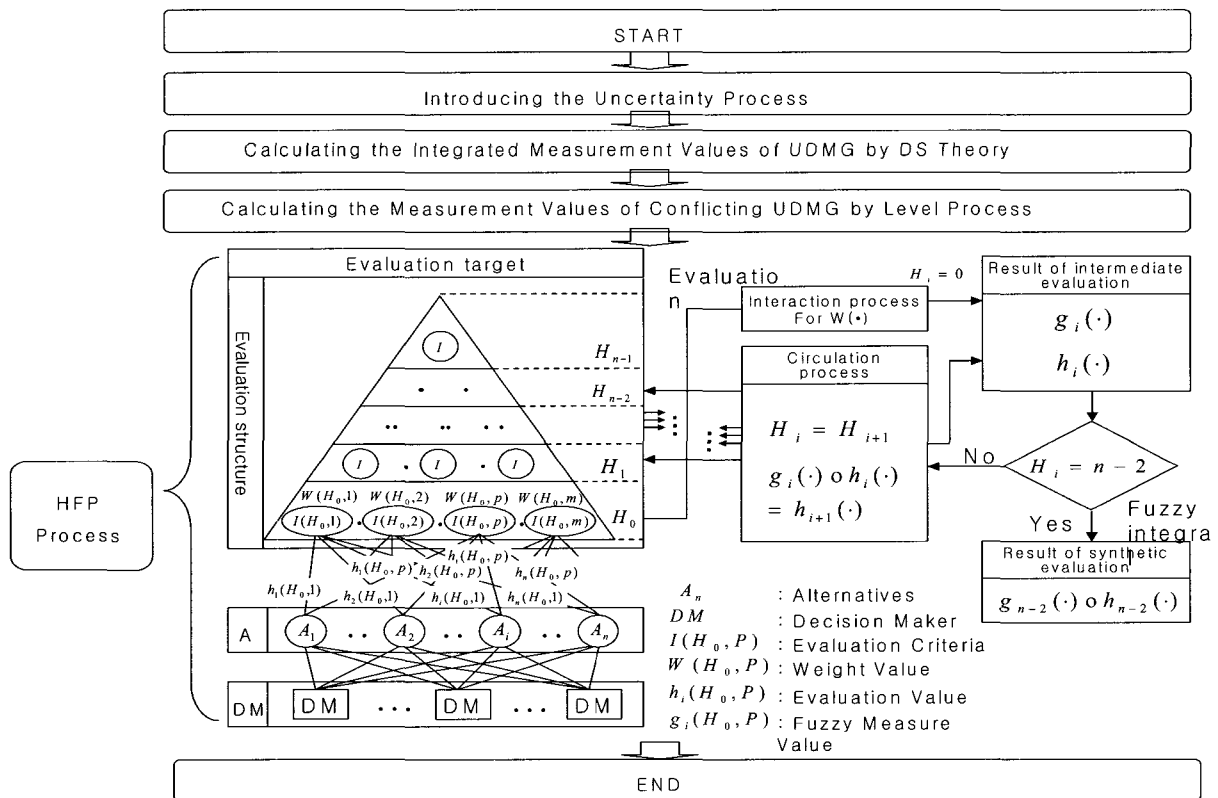 START
Introducing the Uncertainty Process
Calculating the Integrated Measurement Values of UDMG by DS Theory
Calculating the Measurement Values of Conflicting UDMG by Level Process
HFP
Process
Evaluation target
Evaluation structure
I
H_{n-1}
. .
H_{n-2}
.. . ..
I . I . I
H_1
W(H_0,1) W(H_0,2) W(H_0,p) W(H_0,m)
I(H_0,1) . I(H_0,2) . I(H_0,p) . I(H_0,m)
H_0
h_i(H_0,p)
h_1(H_0,p) h_2(H_0,p) h_n(H_0,p)
h_1(H_0,1) h_2(H_0,1) h_i(H_0,1) h_n(H_0,1)
A
A_1 .. A_2 .. A_i .. A_n
DM
DM ... DM ... DM
Evaluatio
n
Interaction process
For W(•)
H_i = 0
Result of intermediate
evaluation
g_i(·)
h_i(·)
Circulation
process
H_i = H_{i+1}
g_i(·) o h_i(·)
= h_{i+1}(·)
No
H_i = n − 2
Yes
Fuzzy
integra
l
Result of synthetic
evaluation
g_{n-2}(·) o h_{n-2}(·)
A_n : Alternatives
DM : Decision Maker
I(H_0, P) : Evaluation Criteria
W(H_0, P) : Weight Value
h_i(H_0, P) : Evaluation Value
g_i(H_0, P) : Fuzzy Measure
Value
END